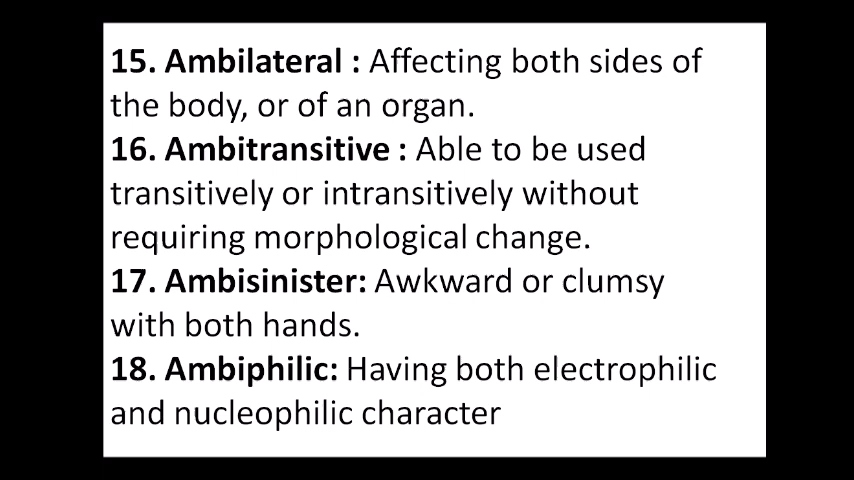 15. Ambilateral : Affecting both sides of
the body, or of an organ.
16. Ambitransitive : Able to be used
transitively or intransitively without
requiring morphological change.
17. Ambisinister: Awkward or clumsy
with both hands.
18. Ambiphilic: Having both electrophilic
and nucleophilic character